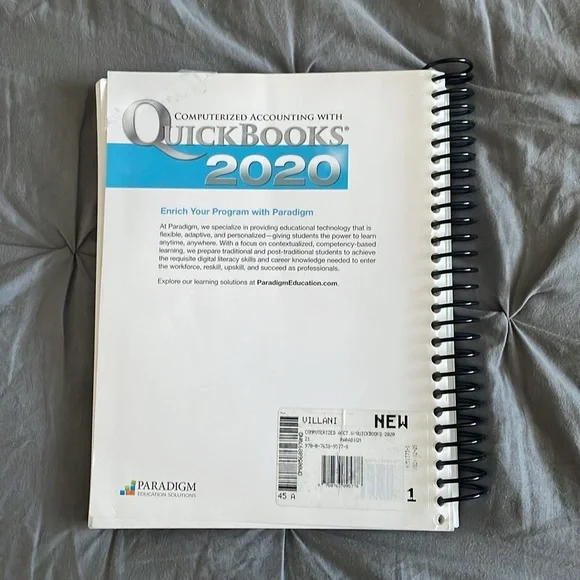 COMPUTERIZED ACCOUNTING WITH
QUICKBOOKS®
2020
Enrich Your Program with Paradigm
At Paradigm, we specialize in providing educational technology that is
flexible, adaptive, and personalized—giving students the power to learn
anytime, anywhere. With a focus on contextualized, competency-based
learning, we prepare traditional and post-traditional students to achieve
the requisite digital literacy skills and career knowledge needed to enter
the workforce, reskill, upskill, and succeed as professionals.
Explore our learning solutions at ParadigmEducation.com.
VILLANI
NEW
COMPUTERIZED ACCT.W/QUICKBOOKS 2020
21 PARADIGM
45 A
1
PARADIGM
EDUCATION SOLUTIONS